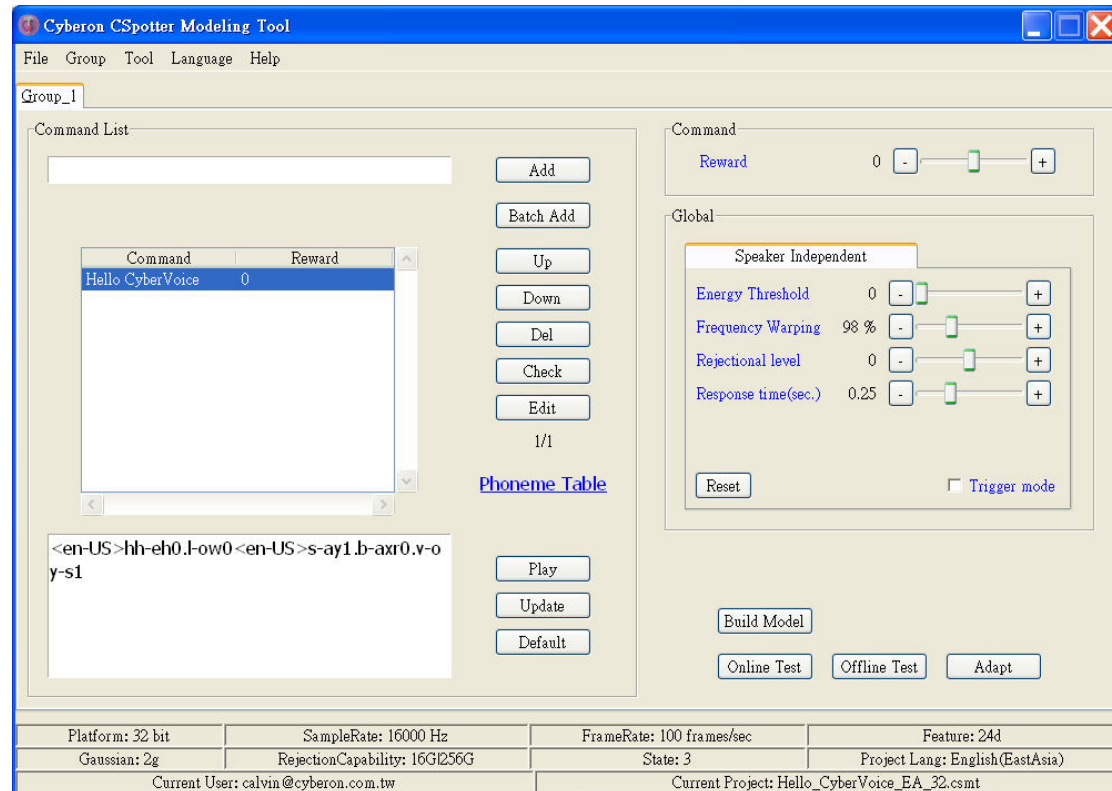 Cyberon CSpotter Modeling Tool
File Group Tool Language Help
Group_1
Command List
Add
Batch Add
Command Reward
Hello CyberVoice 0
Up
Down
Del
Check
Edit
1/1
Phoneme Table
<en-US>hh-eh0.l-ow0<en-US>s-ay1.b-axr0.v-o
y-s1
Play
Update
Default
Command
Reward 0 - +
Global
Speaker Independent
Energy Threshold 0 - +
Frequency Warping 98 % - +
Rejectional level 0 - +
Response time(sec.) 0.25 - +
Reset Trigger mode
Build Model
Online Test Offline Test Adapt
Platform: 32 bit SampleRate: 16000 Hz FrameRate: 100 frames/sec Feature: 24d
Gaussian: 2g RejectionCapability: 16G|256G State: 3 Project Lang: English(EastAsia)
Current User: calvin@cyberon.com.tw Current Project: Hello_CyberVoice_EA_32.csmt